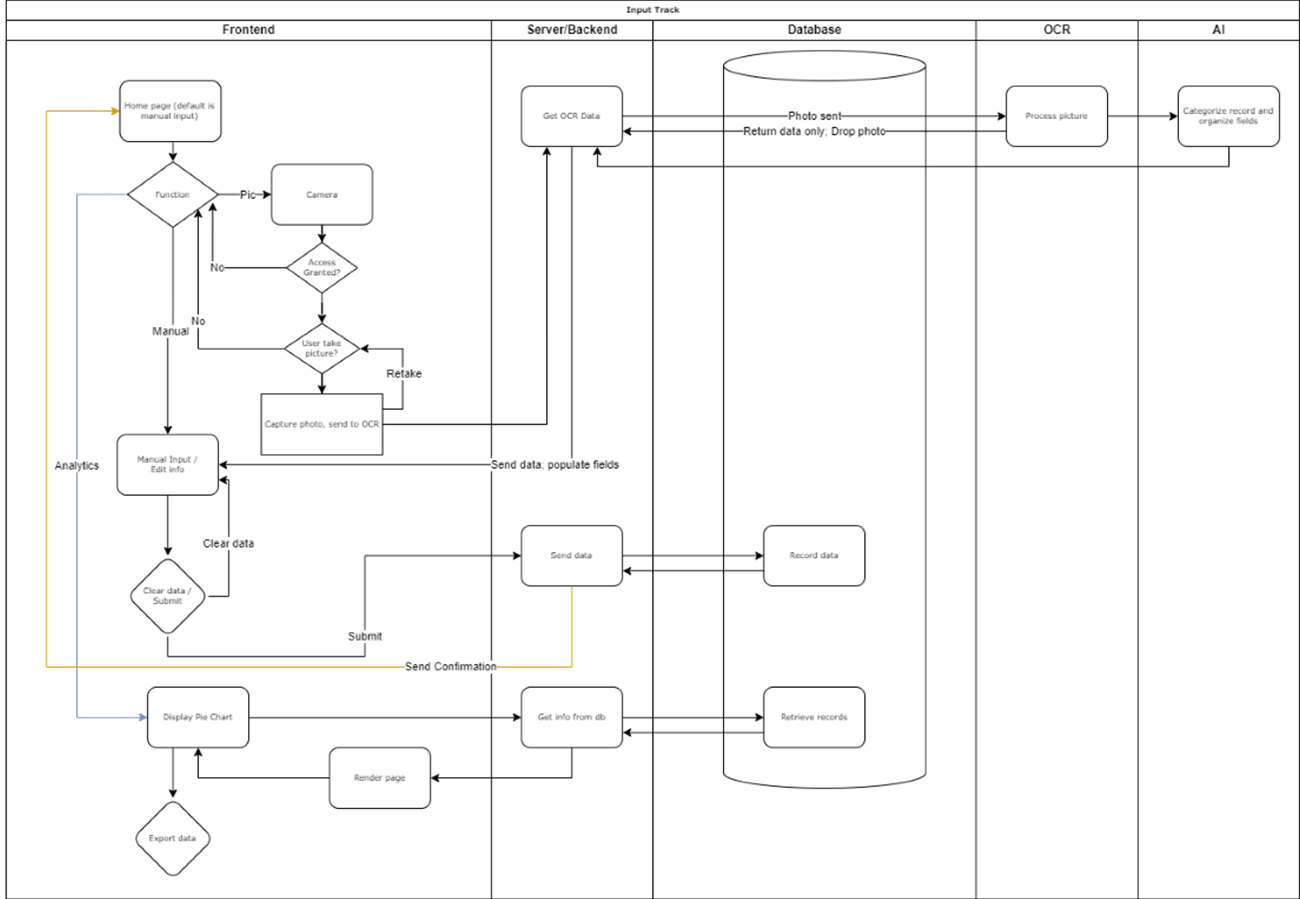 Input Track
Frontend
Server/Backend
Database
OCR
AI
Home page (default is
manual input)
Function
Pic
Camera
Access
Granted?
No
User take
picture?
No
Retake
Capture photo, send to OCR
Manual
Manual Input /
Edit info
Analytics
Clear data
Clear data /
Submit
Submit
Send Confirmation
Display Pie Chart
Render page
Export data
Get OCR Data
Photo sent
Return data only; Drop photo
Process picture
Categorize record and
organize fields
Send data; populate fields
Send data
Record data
Get info from db
Retrieve records